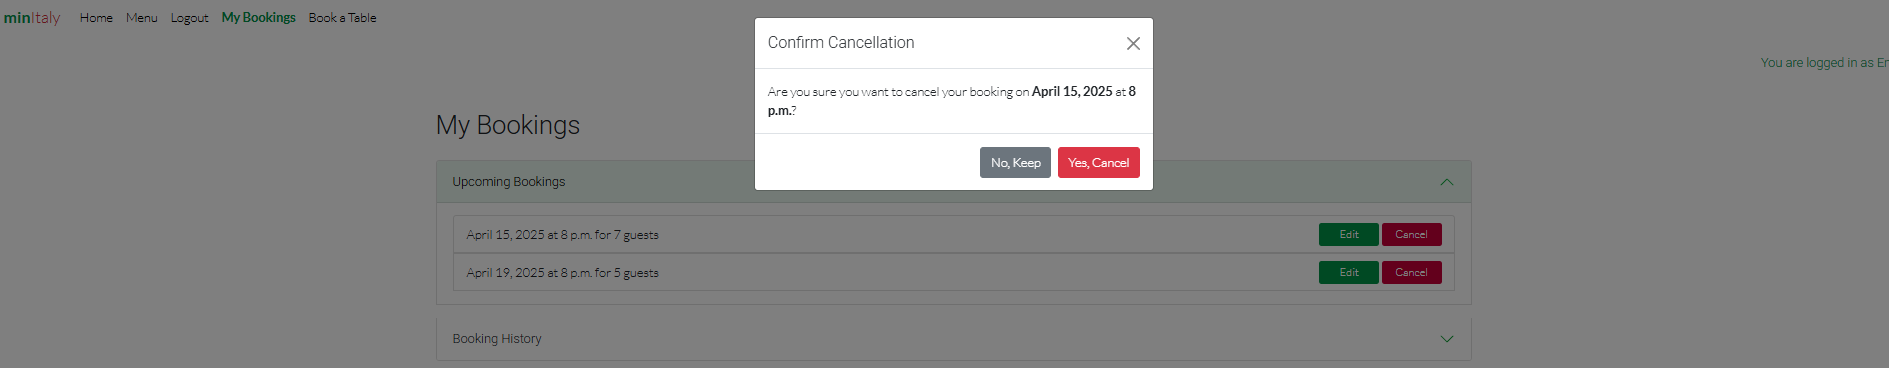 minItaly Home Menu Logout My Bookings Book a Table
Confirm Cancellation
You are logged in as
Are you sure you want to cancel your booking on April 15, 2025 at 8
p.m.?
My Bookings
No, Keep Yes, Cancel
Upcoming Bookings
April 15, 2025 at 8 p.m. for 7 guests Edit Cancel
April 19, 2025 at 8 p.m. for 5 guests Edit Cancel
Booking History